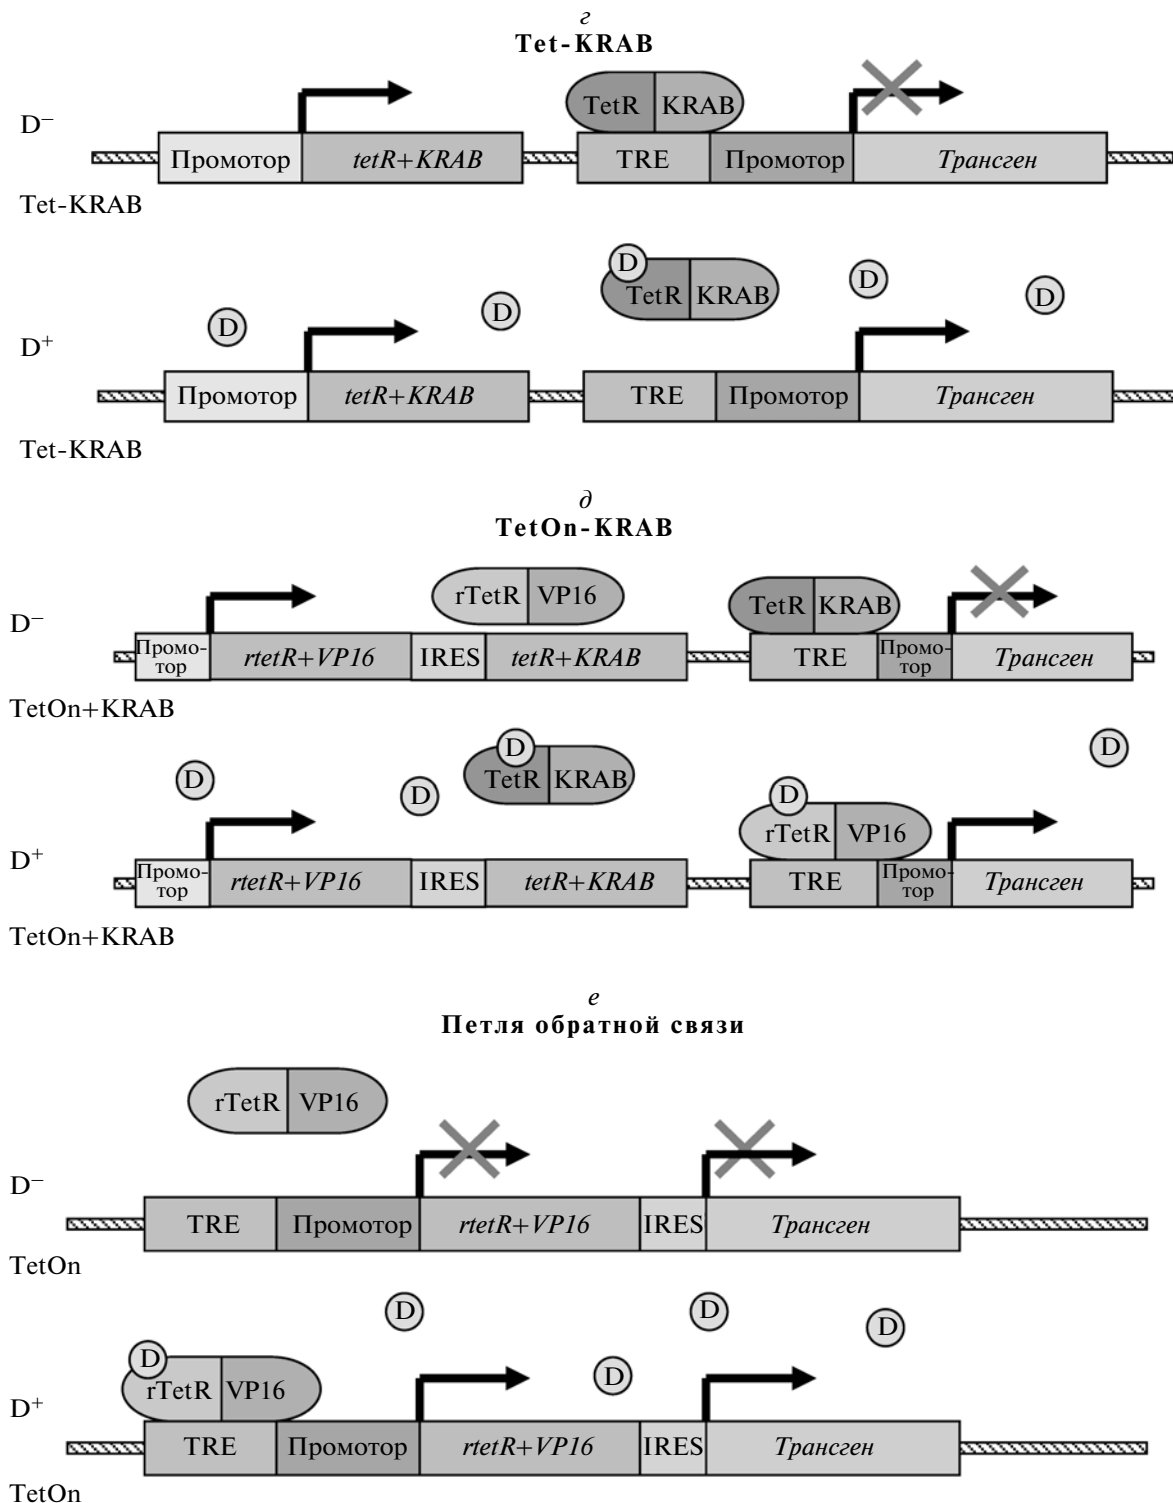 г
Tet-KRAB
TetR KRAB
D⁻
Промотор tetR+KRAB TRE Промотор Трансген
Tet-KRAB
D TetR KRAB D D
D D
D⁺
Промотор tetR+KRAB TRE Промотор Трансген
Tet-KRAB
д
TetOn-KRAB
rTetR VP16 TetR KRAB
D⁻
Промо-
тор rtetR+VP16 IRES tetR+KRAB TRE Промо-
тор Трансген
TetOn+KRAB
D D TetR KRAB D
D D rTetR VP16
D⁺
Промо-
тор rtetR+VP16 IRES tetR+KRAB TRE Промо-
тор Трансген
TetOn+KRAB
е
Петля обратной связи
rTetR VP16
D⁻
TRE Промотор rtetR+VP16 IRES Трансген
TetOn
D D D
D rTetR VP16 D
D⁺
TRE Промотор rtetR+VP16 IRES Трансген
TetOn